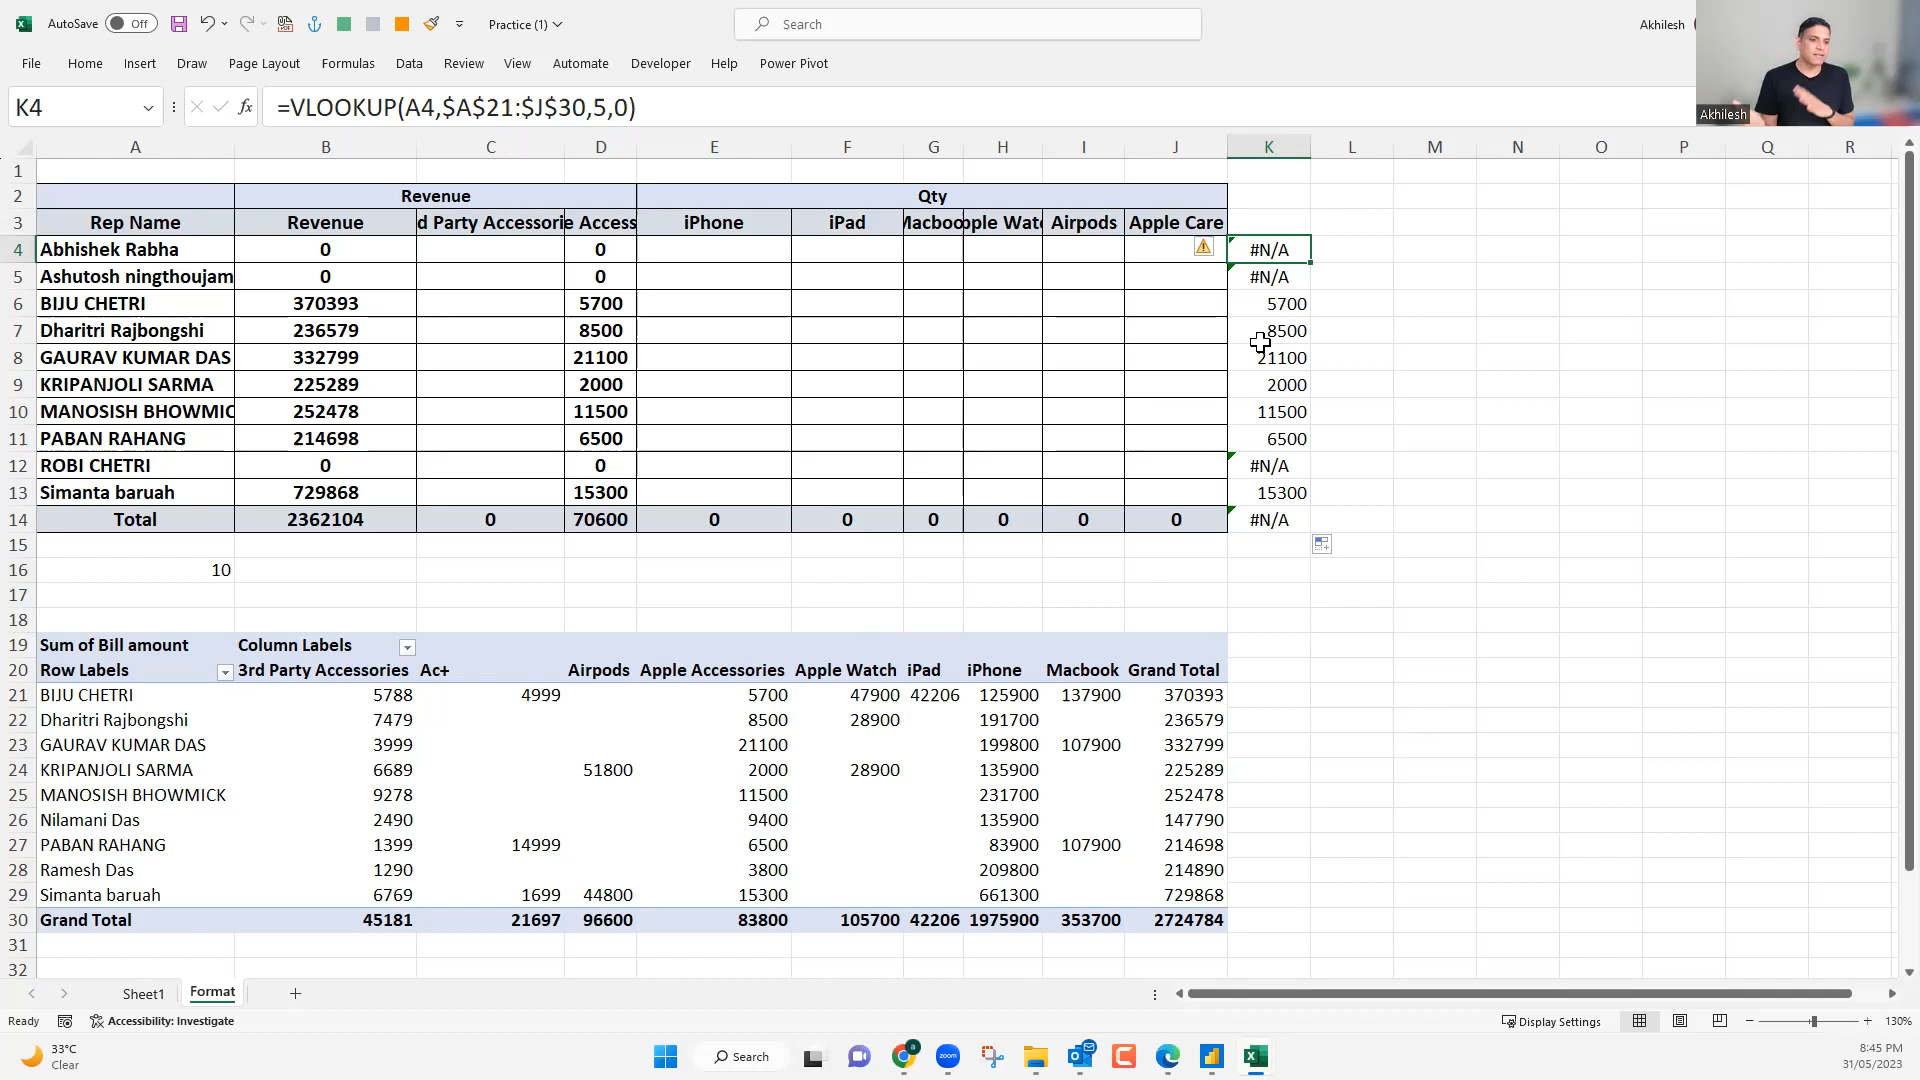 AutoSave Off Practice (1) Search Akhilesh
File Home Insert Draw Page Layout Formulas Data Review View Automate Developer Help Power Pivot
K4 fx =VLOOKUP(A4,$A$21:$J$30,5,0)
Akhilesh
A B C D E F G H I J K L M N O P Q R
1
2 Revenue Qty
3 Rep Name Revenue d Party Accessorie Access iPhone iPad Macboo pple Wat Airpods Apple Care
4 Abhishek Rabha 0 0 #N/A
5 Ashutosh ningthoujam 0 0 #N/A
6 BIJU CHETRI 370393 5700 5700
7 Dharitri Rajbongshi 236579 8500 8500
8 GAURAV KUMAR DAS 332799 21100 21100
9 KRIPANJOLI SARMA 225289 2000 2000
10 MANOSISH BHOWMIC 252478 11500 11500
11 PABAN RAHANG 214698 6500 6500
12 ROBI CHETRI 0 0 #N/A
13 Simanta baruah 729868 15300 15300
14 Total 2362104 0 70600 0 0 0 0 0 0 #N/A
15
16 10
17
18
19 Sum of Bill amount Column Labels
20 Row Labels 3rd Party Accessories Ac+ Airpods Apple Accessories Apple Watch iPad iPhone Macbook Grand Total
21 BIJU CHETRI 5788 4999 5700 47900 42206 125900 137900 370393
22 Dharitri Rajbongshi 7479 8500 28900 191700 236579
23 GAURAV KUMAR DAS 3999 21100 199800 107900 332799
24 KRIPANJOLI SARMA 6689 51800 2000 28900 135900 225289
25 MANOSISH BHOWMICK 9278 11500 231700 252478
26 Nilamani Das 2490 9400 135900 147790
27 PABAN RAHANG 1399 14999 6500 83900 107900 214698
28 Ramesh Das 1290 3800 209800 214890
29 Simanta baruah 6769 1699 44800 15300 661300 729868
30 Grand Total 45181 21697 96600 83800 105700 42206 1975900 353700 2724784
31
32
Sheet1 Format
Ready Accessibility: Investigate Display Settings 130%
33°C
Clear
Search
zoom
8:45 PM
31/05/2023